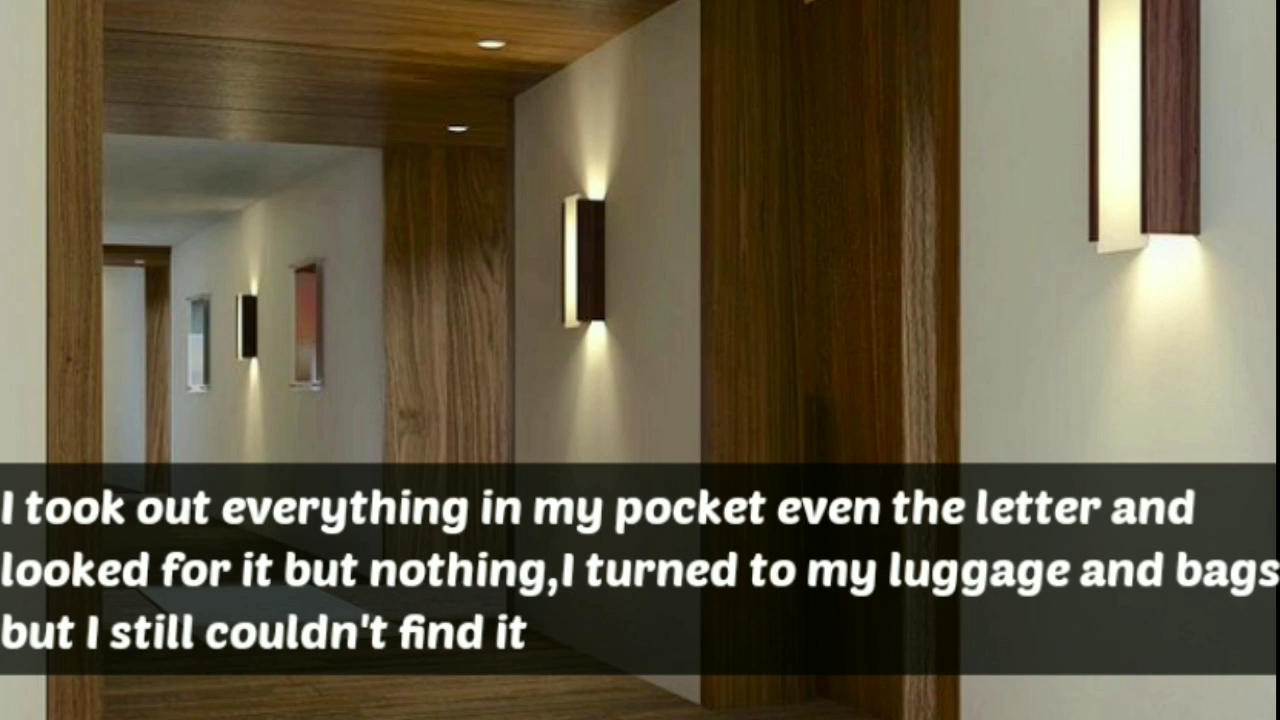 I took out everything in my pocket even the letter and
looked for it but nothing,I turned to my luggage and bags
but I still couldn't find it